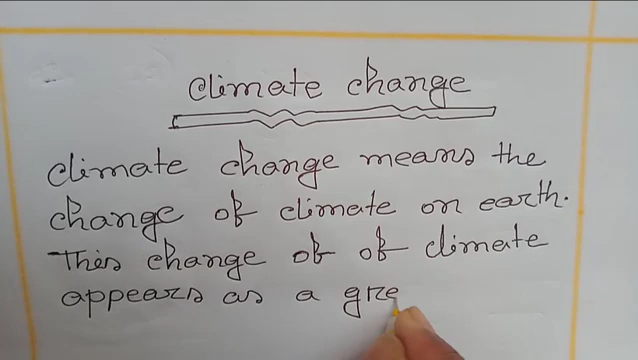 climate change
climate change means the
change of climate on earth.
This change of of climate
appears as a gre